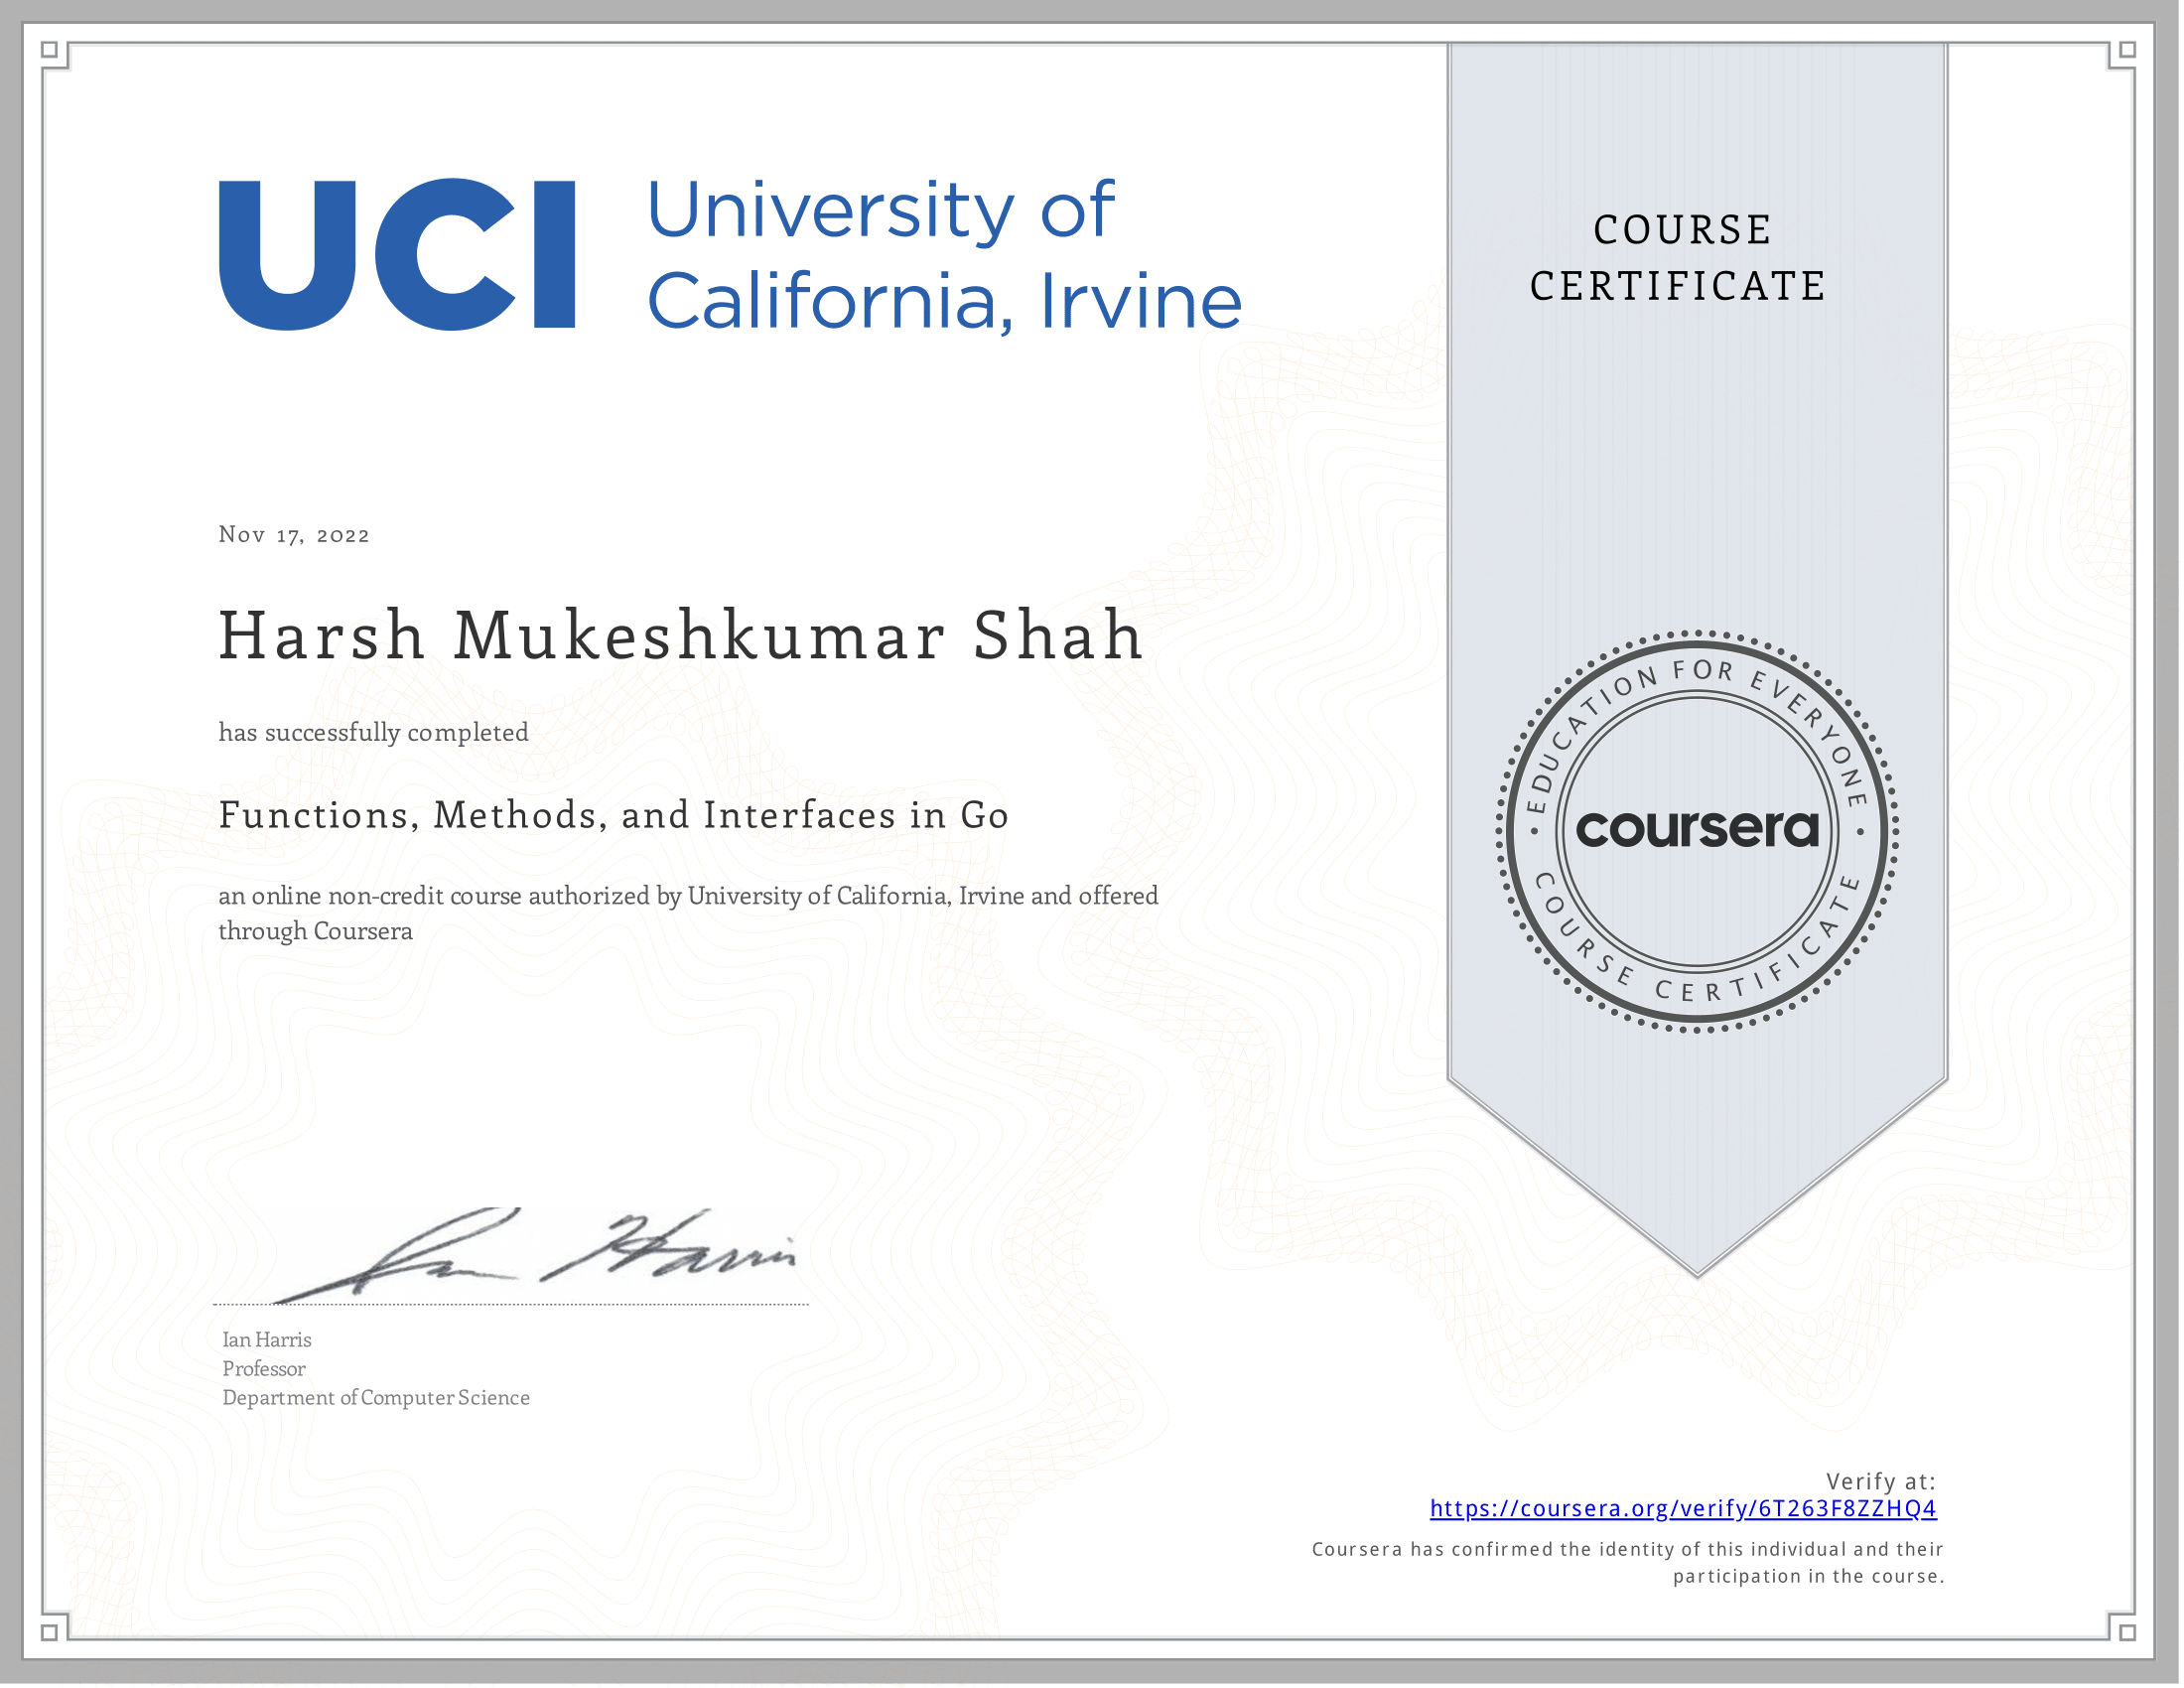 UCI University of
California, Irvine
COURSE
CERTIFICATE
Nov 17, 2022
Harsh Mukeshkumar Shah
has successfully completed
Functions, Methods, and Interfaces in Go
an online non-credit course authorized by University of California, Irvine and offered
through Coursera
EDUCATION FOR EVERYONE
coursera
COURSE CERTIFICATE
Ian Harris
Ian Harris
Professor
Department of Computer Science
Verify at:
https://coursera.org/verify/6T263F8ZZHQ4
Coursera has confirmed the identity of this individual and their
participation in the course.